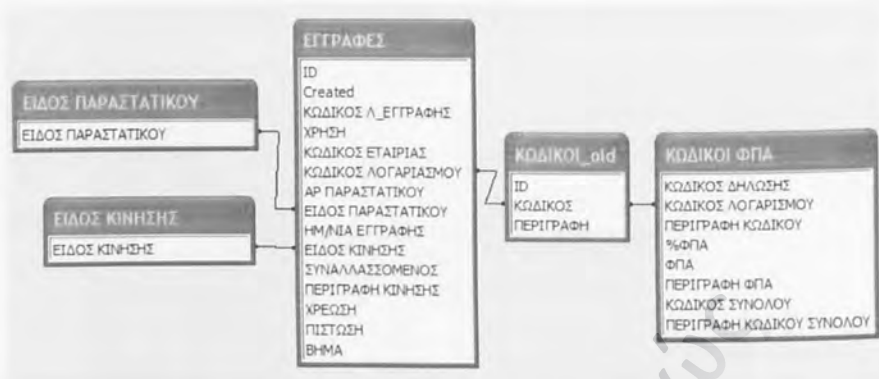 ΕΙΔΟΣ ΠΑΡΑΣΤΑΤΙΚΟΥ
ΕΙΔΟΣ ΠΑΡΑΣΤΑΤΙΚΟΥ
ΕΙΔΟΣ ΚΙΝΗΣΗΣ
ΕΙΔΟΣ ΚΙΝΗΣΗΣ
ΕΓΓΡΑΦΕΣ
ID
Created
ΚΩΔΙΚΟΣ Λ_ΕΓΓΡΑΦΗΣ
ΧΡΗΣΗ
ΚΩΔΙΚΟΣ ΕΤΑΙΡΙΑΣ
ΚΩΔΙΚΟΣ ΛΟΓΑΡΙΑΣΜΟΥ
ΑΡ ΠΑΡΑΣΤΑΤΙΚΟΥ
ΕΙΔΟΣ ΠΑΡΑΣΤΑΤΙΚΟΥ
ΗΜ/ΝΙΑ ΕΓΓΡΑΦΗΣ
ΕΙΔΟΣ ΚΙΝΗΣΗΣ
ΣΥΝΑΛΛΑΣΣΟΜΕΝΟΣ
ΠΕΡΙΓΡΑΦΗ ΚΙΝΗΣΗΣ
ΧΡΕΩΣΗ
ΠΙΣΤΩΣΗ
ΒΗΜΑ
ΚΩΔΙΚΟΙ_old
ID
ΚΩΔΙΚΟΣ
ΠΕΡΙΓΡΑΦΗ
ΚΩΔΙΚΟΙ ΦΠΑ
ΚΩΔΙΚΟΣ ΔΗΛΩΣΗΣ
ΚΩΔΙΚΟΣ ΛΟΓΑΡΙΣΜΟΥ
ΠΕΡΙΓΡΑΦΗ ΚΩΔΙΚΟΥ
%ΦΠΑ
ΦΠΑ
ΠΕΡΙΓΡΑΦΗ ΦΠΑ
ΚΩΔΙΚΟΣ ΣΥΝΟΛΟΥ
ΠΕΡΙΓΡΑΦΗ ΚΩΔΙΚΟΥ ΣΥΝΟΛΟΥ